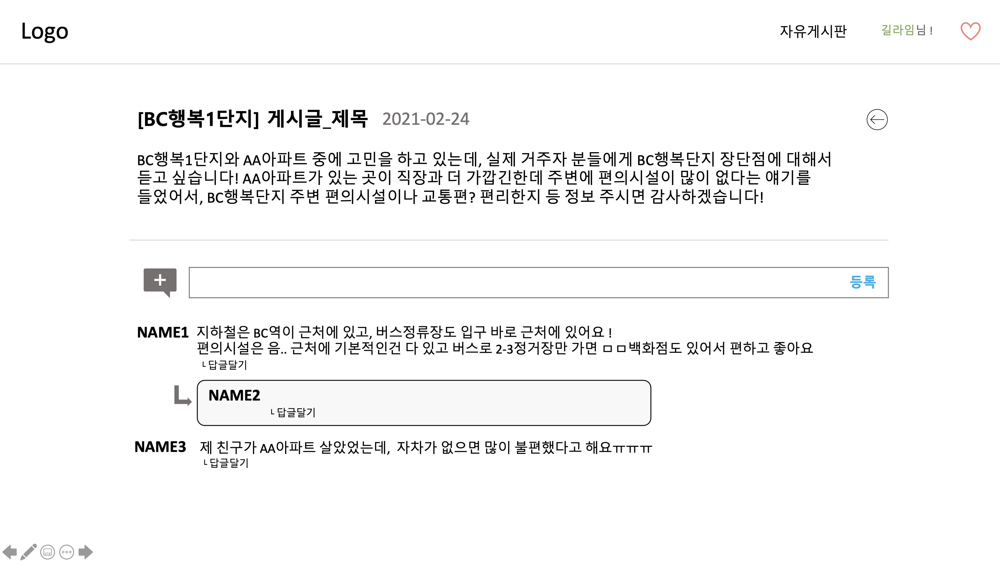 Logo
자유게시판
길라임님 !
[BC행복1단지] 게시글_제목 2021-02-24
BC행복1단지와 AA아파트 중에 고민을 하고 있는데, 실제 거주자 분들에게 BC행복단지 장단점에 대해서
듣고 싶습니다! AA아파트가 있는 곳이 직장과 더 가깝긴한데 주변에 편의시설이 많이 없다는 얘기를
들었어서, BC행복단지 주변 편의시설이나 교통편? 편리한지 등 정보 주시면 감사하겠습니다!
등록
NAME1 지하철은 BC역이 근처에 있고, 버스정류장도 입구 바로 근처에 있어요 !
편의시설은 음.. 근처에 기본적인건 다 있고 버스로 2-3정거장만 가면 ㅁㅁ백화점도 있어서 편하고 좋아요
ㄴ답글달기
NAME2
ㄴ답글달기
NAME3 제 친구가 AA아파트 살았었는데, 자차가 없으면 많이 불편했다고 해요ㅠㅠㅠ
ㄴ답글달기